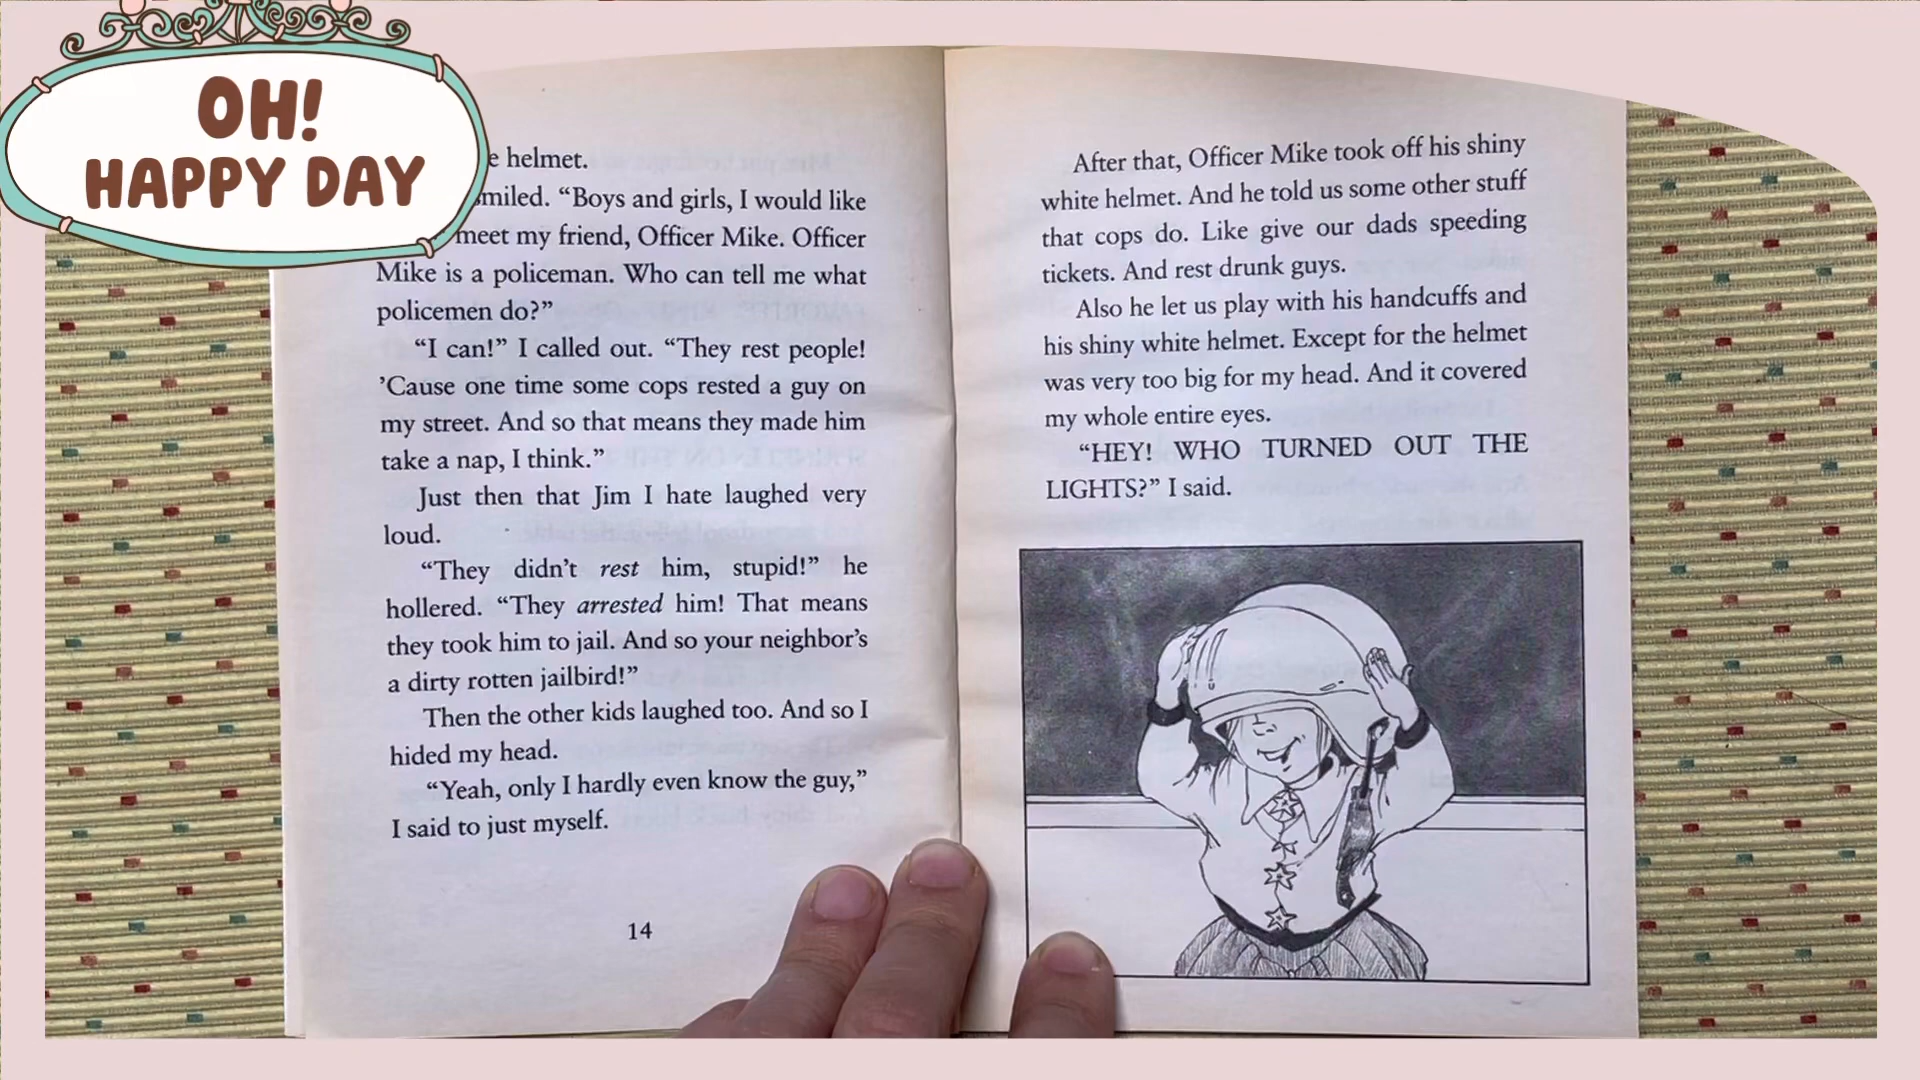 OH!
HAPPY DAY
helmet.
"Boys and girls, I would like
meet my friend, Officer Mike. Officer
Mike is a policeman. Who can tell me what
policemen do?"
"I can!" I called out. "They rest people!
'Cause one time some cops rested a guy on
my street. And so that means they made him
take a nap, I think."
Just then that Jim I hate laughed very
loud.
"They didn't rest him, stupid!" he
hollered. "They arrested him! That means
they took him to jail. And so your neighbor's
a dirty rotten jailbird!"
Then the other kids laughed too. And so I
hided my head.
"Yeah, only I hardly even know the guy,"
I said to just myself.
14
After that, Officer Mike took off his shiny
white helmet. And he told us some other stuff
that cops do. Like give our dads speeding
tickets. And rest drunk guys.
Also he let us play with his handcuffs and
his shiny white helmet. Except for the helmet
was very too big for my head. And it covered
my whole entire eyes.
"HEY! WHO TURNED OUT THE
LIGHTS?" I said.